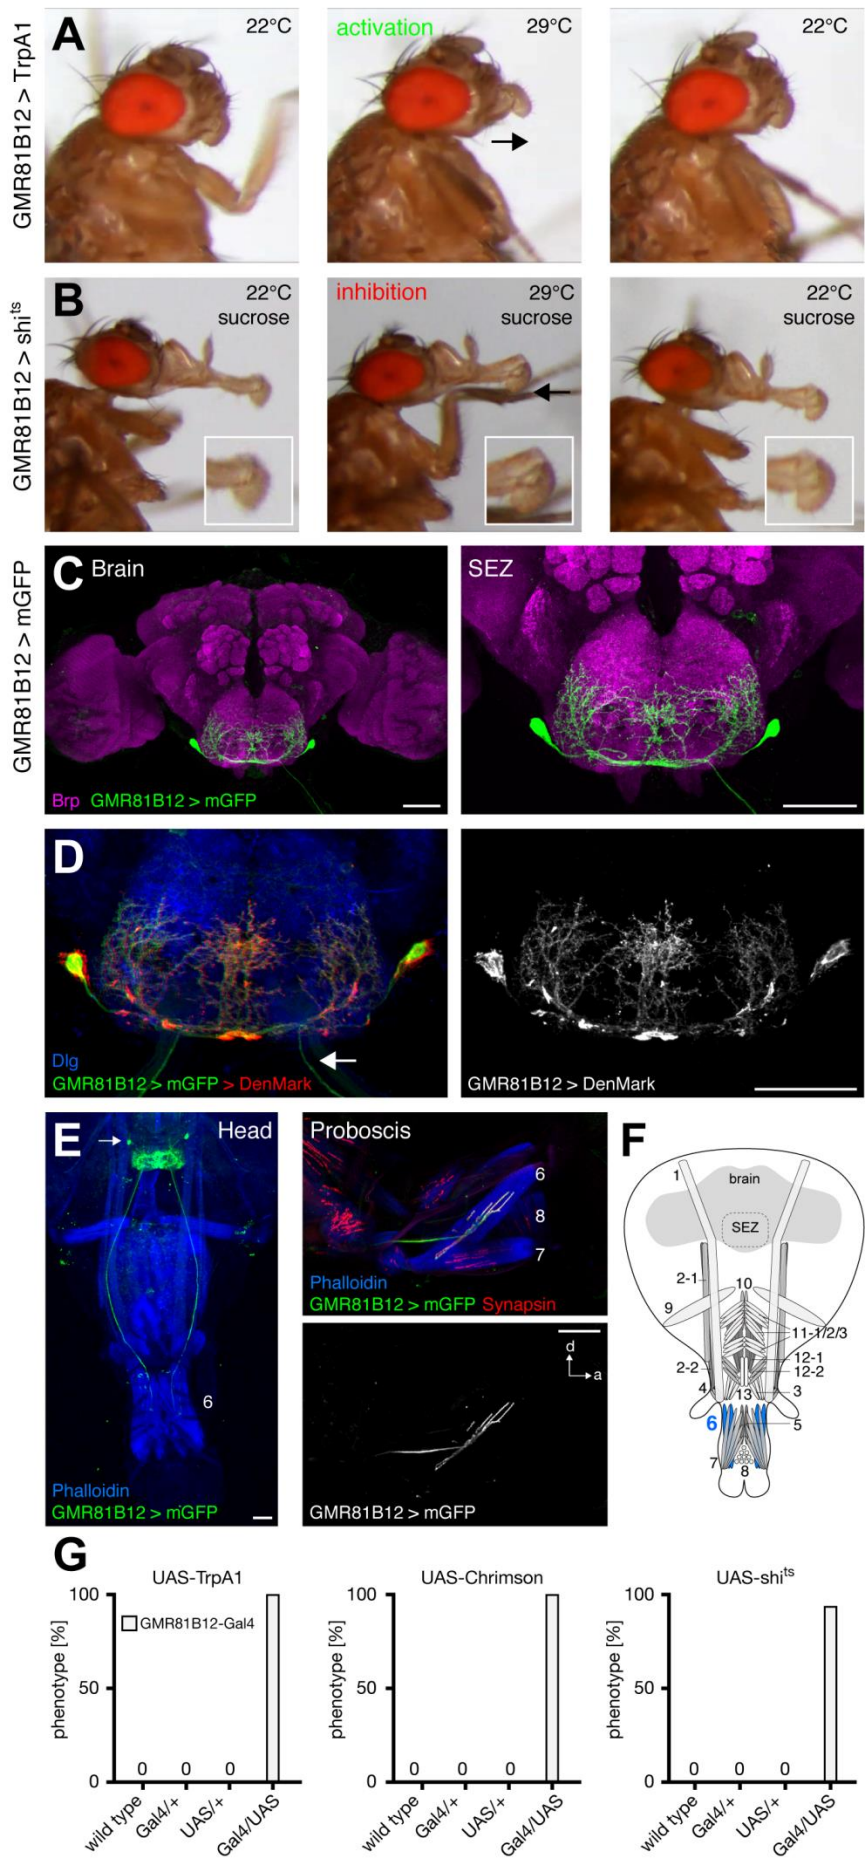 A
GMR81B12 > TrpA1
22°C
activation
29°C
22°C
B
GMR81B12 > shi^ts
22°C
sucrose
inhibition
29°C
sucrose
22°C
sucrose
C
Brain
SEZ
GMR81B12 > mGFP
Brp GMR81B12 > mGFP
D
Dlg
GMR81B12 > mGFP > DenMark
GMR81B12 > DenMark
E
Head
6
Phalloidin
GMR81B12 > mGFP
Proboscis
6
8
7
Phalloidin
GMR81B12 > mGFP Synapsin
d
a
GMR81B12 > mGFP
F
1
brain
SEZ
2-1
10
9
11-1/2/3
12-1
2-2
12-2
4
13
3
6
5
7
8
G
UAS-TrpA1
phenotype [%]
100
50
0
GMR81B12-Gal4
0 0 0
wild type
Gal4/+
UAS/+
Gal4/UAS
UAS-Chrimson
phenotype [%]
100
50
0
0 0 0
wild type
Gal4/+
UAS/+
Gal4/UAS
UAS-shi^ts
phenotype [%]
100
50
0
0 0 0
wild type
Gal4/+
UAS/+
Gal4/UAS